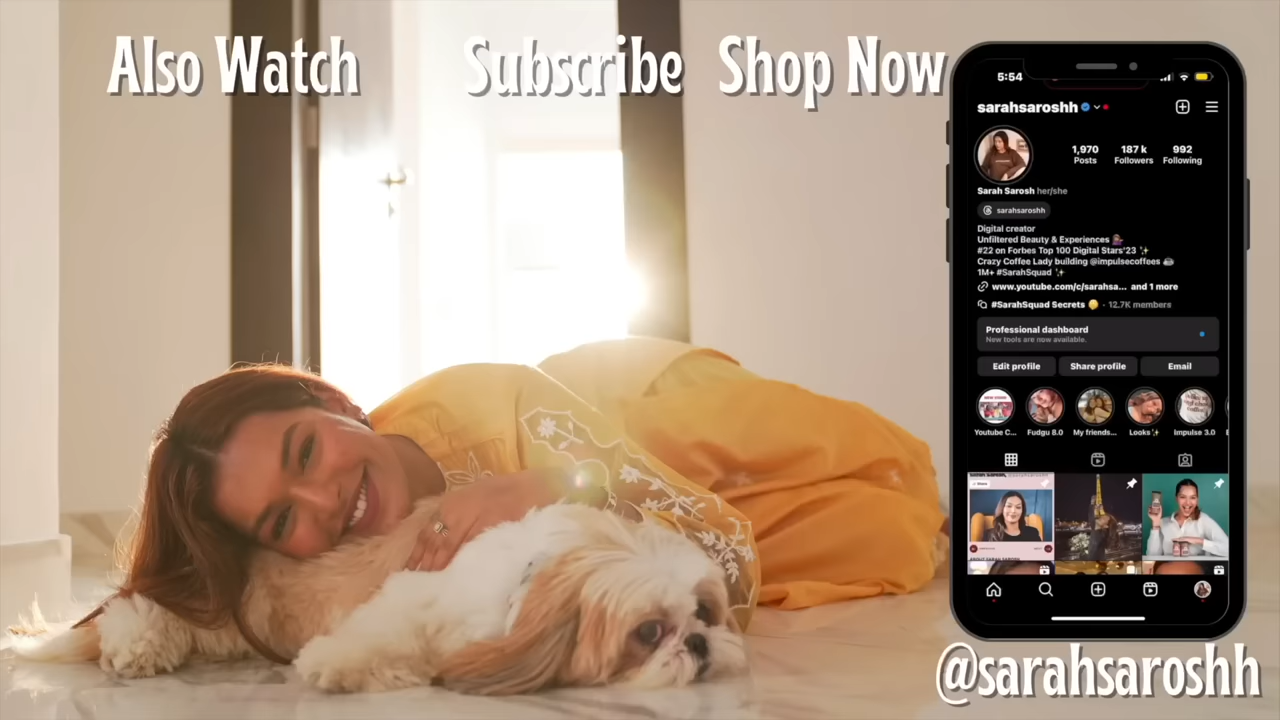 Also Watch
Subscribe
Shop Now
5:54
sarahsaroshh
1,970
187 k
992
Posts
Followers
Following
Sarah Sarosh her/she
sarahsaroshh
Digital creator
Unfiltered Beauty & Experiences 💇🏽‍♀️
#22 on Forbes Top 100 Digital Stars'23 ✨
Crazy Coffee Lady building @impulsecoffees ☕
1M+ #SarahSquad ✨
www.youtube.com/c/sarahsa... and 1 more
#SarahSquad Secrets 🤫 · 12.7K members
Professional dashboard
New tools are now available.
Edit profile
Share profile
Email
Youtube C...
Fudgu 8.0
My friends...
Looks✨
Impulse 3.0
@sarahsaroshh